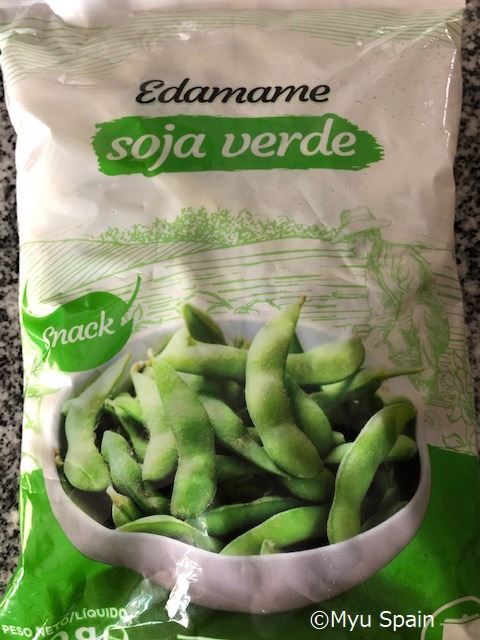 Edamame
soja verde
Snack
PESO NETO/LÍQUIDO
©Myu Spain